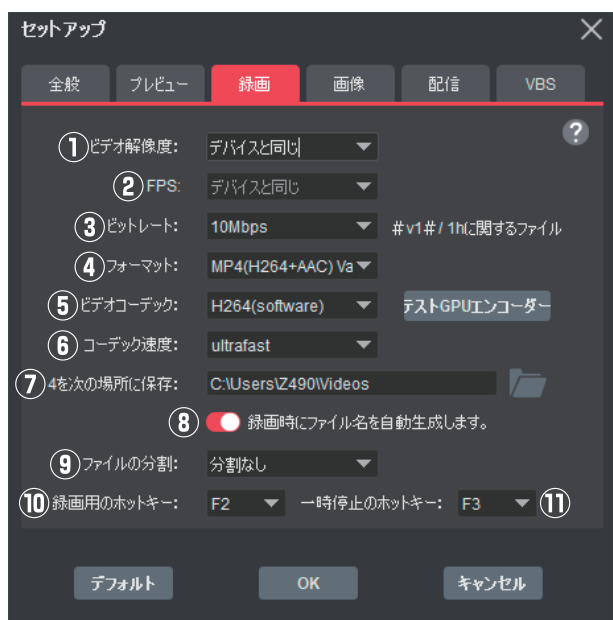 セットアップ
全般 プレビュー 録画 画像 配信 VBS
?
①ビデオ解像度: デバイスと同じ
②FPS: デバイスと同じ
③ビットレート: 10Mbps #v1#/ 1hに関するファイル
④フォーマット: MP4(H264+AAC) Va
⑤ビデオコーデック: H264(software) テストGPUエンコーダー
⑥コーデック速度: ultrafast
⑦4を次の場所に保存: C:\Users\Z490\Videos
⑧録画時にファイル名を自動生成します。
⑨ファイルの分割: 分割なし
⑩録画用のホットキー: F2 一時停止のホットキー: F3 ⑪
デフォルト OK キャンセル